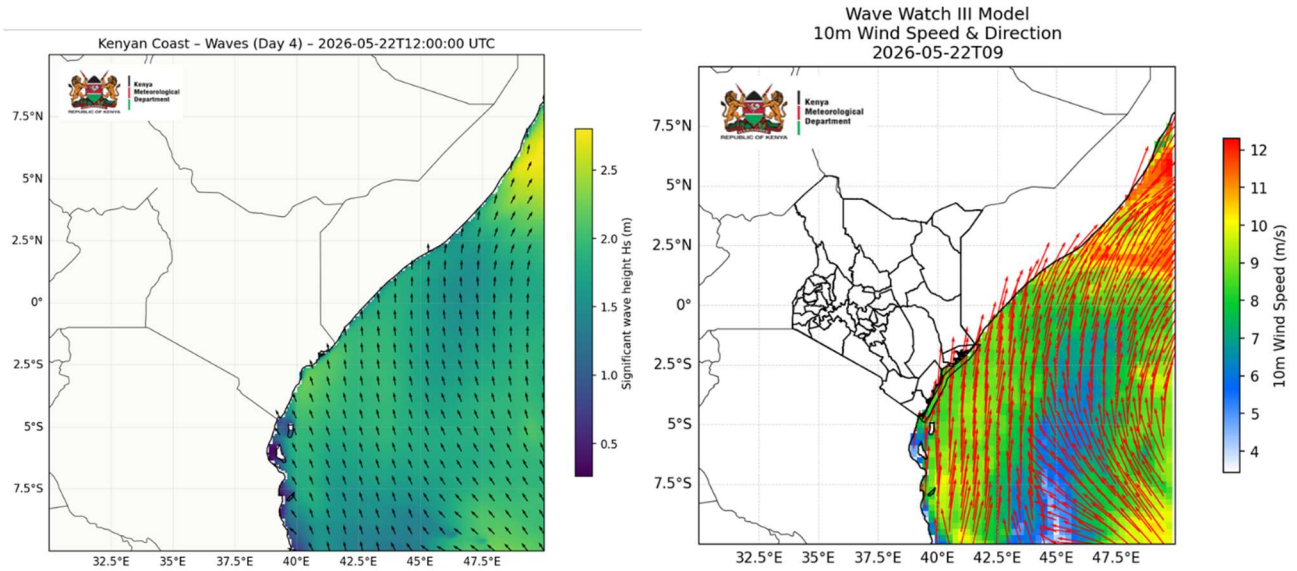 Kenyan Coast – Waves (Day 4) – 2026-05-22T12:00:00 UTC
Kenya
Meteorological
Department
REPUBLIC OF KENYA
7.5°N
5°N
2.5°N
0°
2.5°S
5°S
7.5°S
32.5°E 35°E 37.5°E 40°E 42.5°E 45°E 47.5°E
2.5
2.0
1.5
1.0
0.5
Significant wave height Hs (m)
Wave Watch III Model
10m Wind Speed & Direction
2026-05-22T09
Kenya
Meteorological
Department
REPUBLIC OF KENYA
7.5°N
5°N
2.5°N
0°
2.5°S
5°S
7.5°S
32.5°E 35°E 37.5°E 40°E 42.5°E 45°E 47.5°E
12
11
10
9
8
7
6
5
4
10m Wind Speed (m/s)